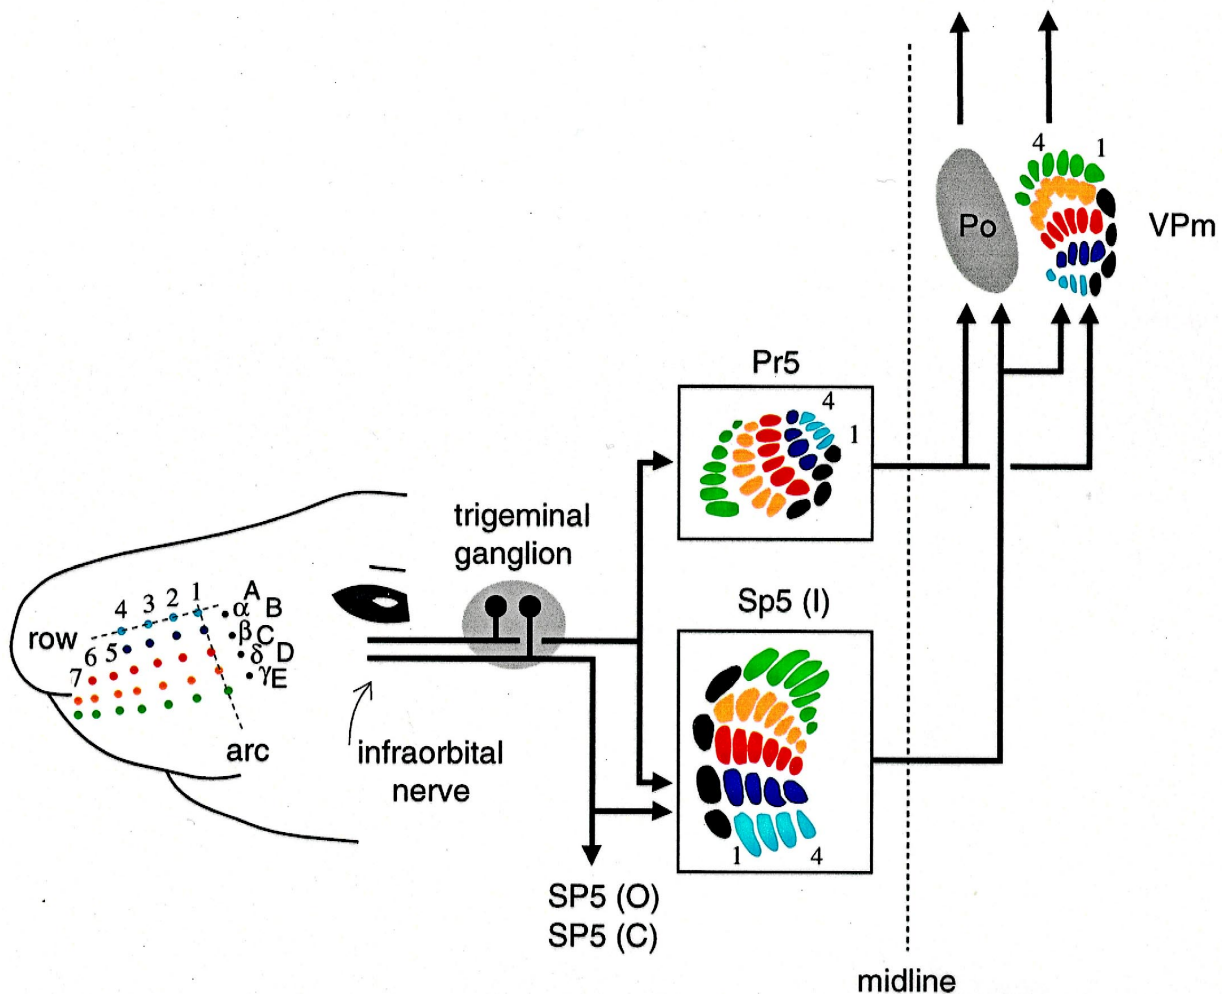 4
1
Po
VPm
Pr5
4
1
trigeminal
ganglion
Sp5 (I)
1 4
4 3 2 1 A
α B
row
β C
6 5
δ D
7
γ E
arc
infraorbital
nerve
SP5 (O)
SP5 (C)
midline